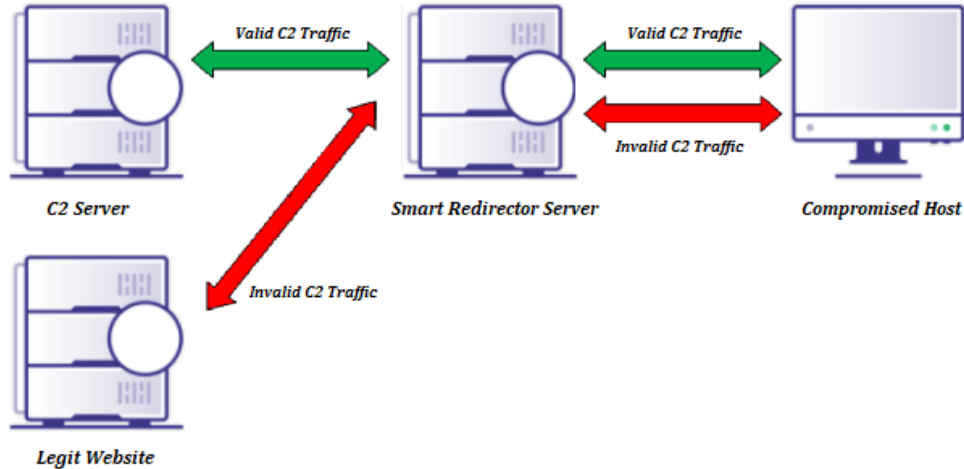 Valid C2 Traffic
Valid C2 Traffic
Invalid C2 Traffic
C2 Server
Smart Redirector Server
Compromised Host
Invalid C2 Traffic
Legit Website